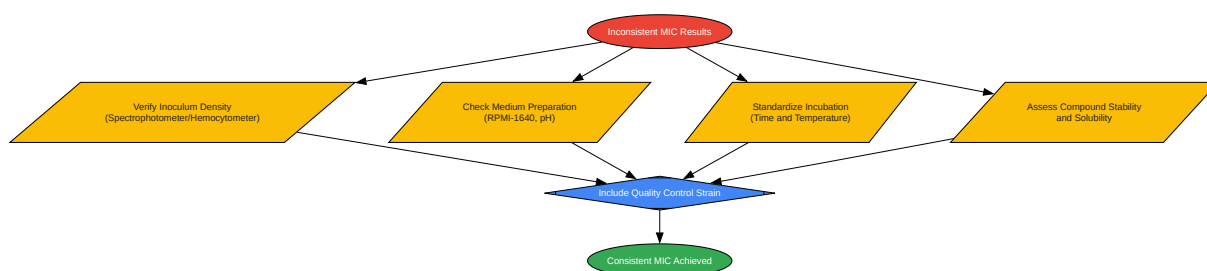 Inconsistent MIC Results
Verify Inoculum Density
(Spectrophotometer/Hemocytometer)
Check Medium Preparation
(RPMI-1640, pH)
Standardize Incubation
(Time and Temperature)
Assess Compound Stability
and Solubility
Include Quality Control Strain
Consistent MIC Achieved